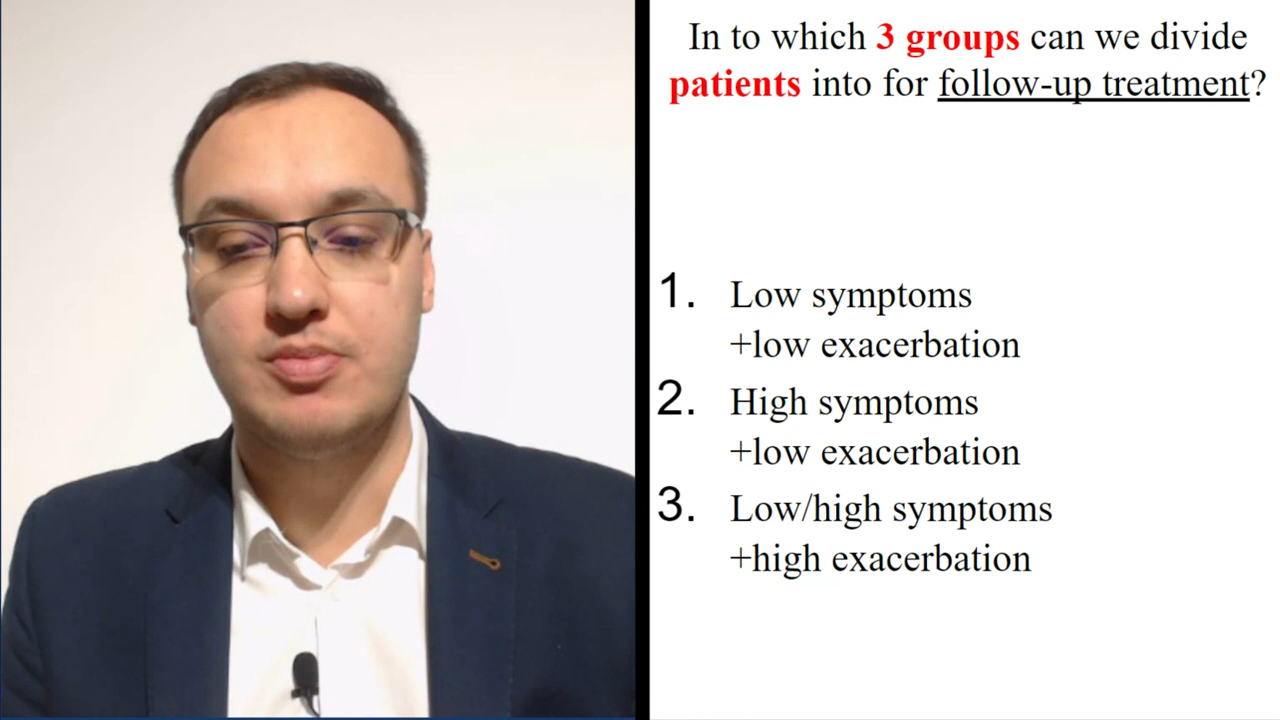 In to which 3 groups can we divide
patients into for follow-up treatment?
1. Low symptoms
+low exacerbation
2. High symptoms
+low exacerbation
3. Low/high symptoms
+high exacerbation